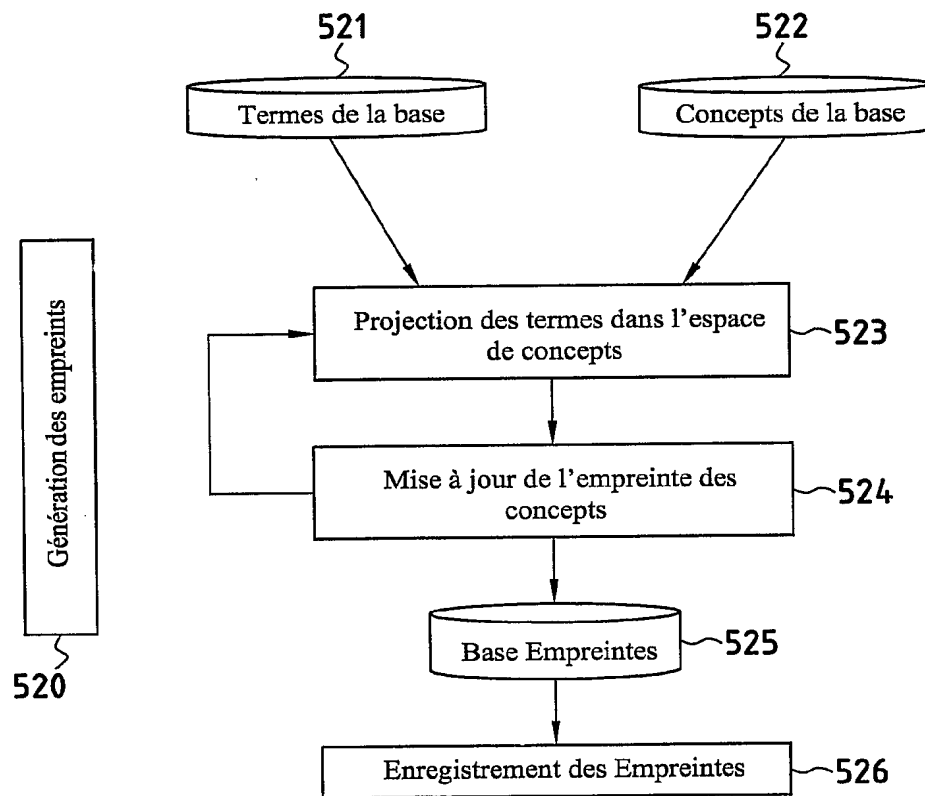 521
522
Termes de la base
Concepts de la base
Génération des empreints
520
Projection des termes dans l'espace
de concepts
523
Mise à jour de l'empreinte des
concepts
524
Base Empreintes
525
Enregistrement des Empreintes
526